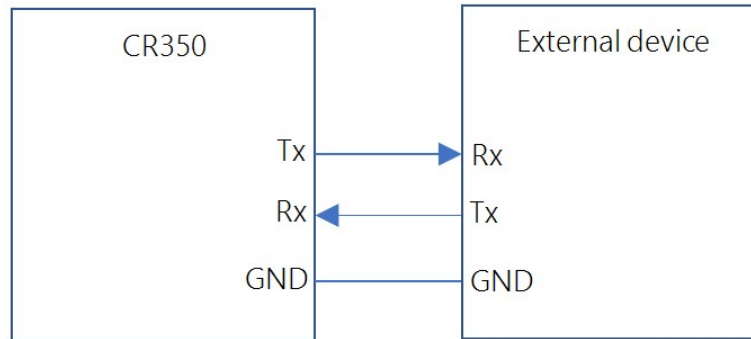 CR350
External device
Tx
Rx
Rx
Tx
GND
GND